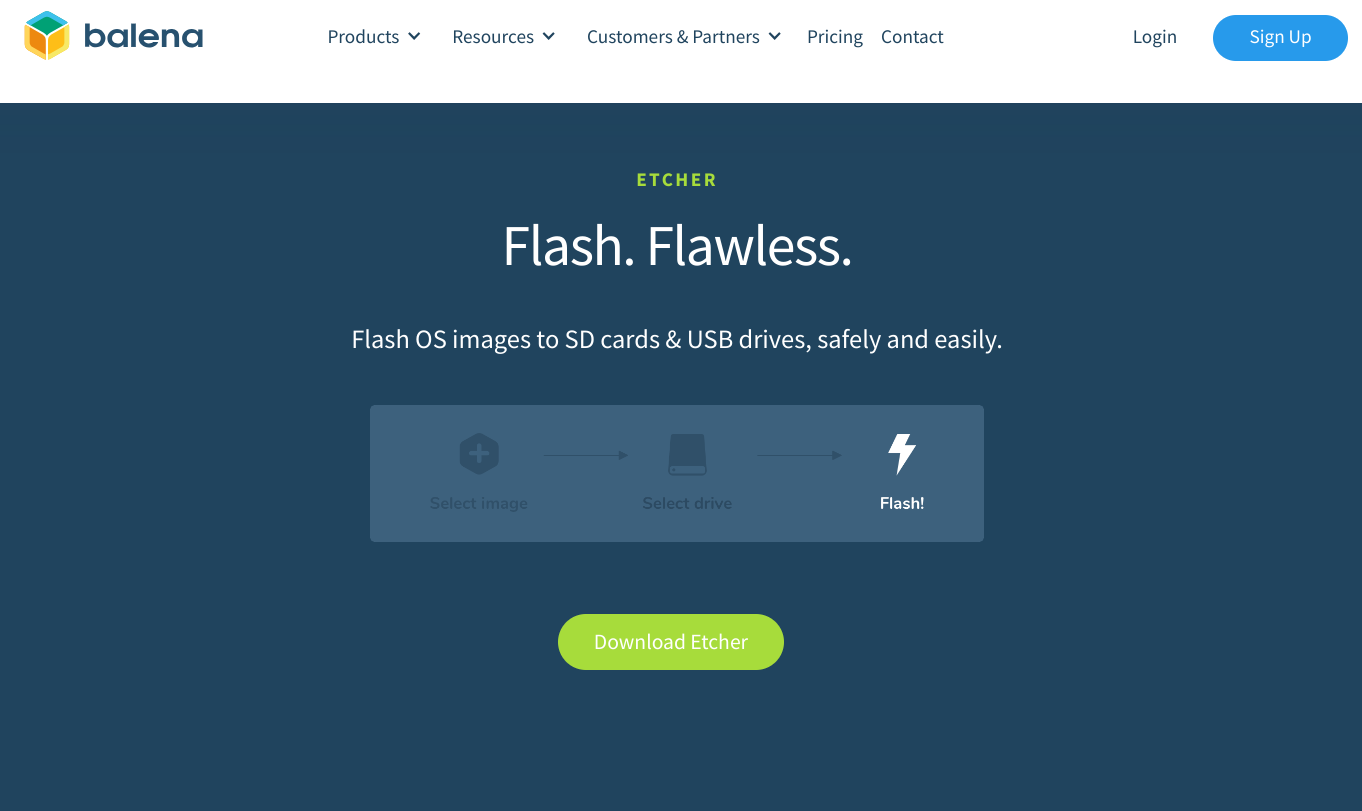 balena Products Resources Customers & Partners Pricing Contact Login Sign Up
ETCHER
Flash. Flawless.
Flash OS images to SD cards & USB drives, safely and easily.
Select image Select drive Flash!
Download Etcher